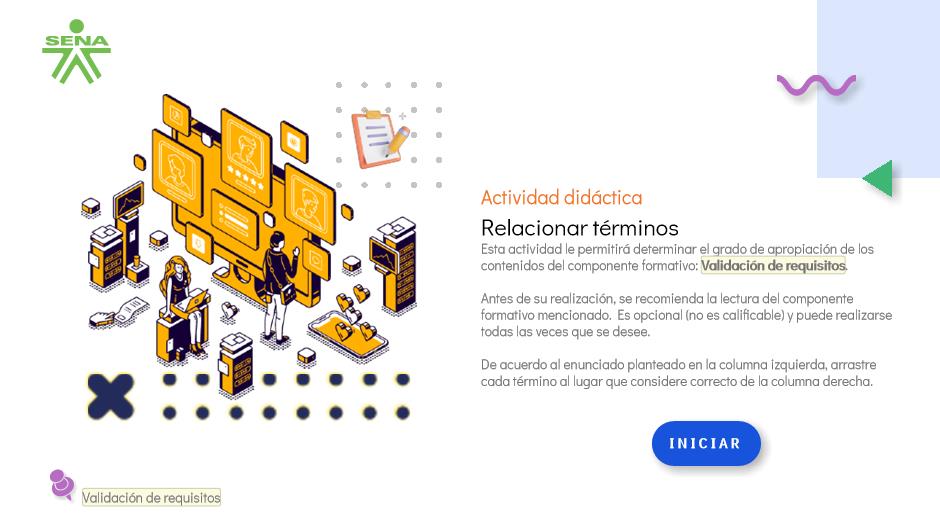 SENA
Actividad didáctica
Relacionar términos
Esta actividad le permitirá determinar el grado de apropiación de los
contenidos del componente formativo: Validación de requisitos.
Antes de su realización, se recomienda la lectura del componente
formativo mencionado. Es opcional (no es calificable) y puede realizarse
todas las veces que se desee.
De acuerdo al enunciado planteado en la columna izquierda, arrastre
cada término al lugar que considere correcto de la columna derecha.
INICIAR
Validación de requisitos